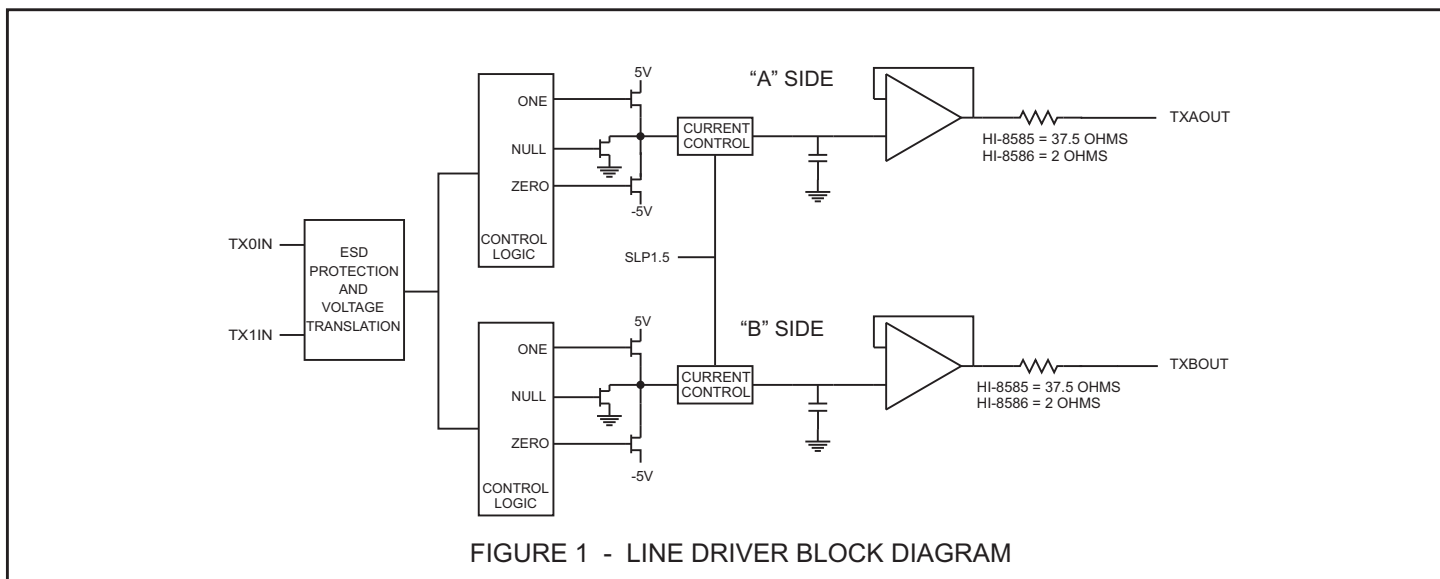 5V
"A" SIDE
ONE
CURRENT
CONTROL
TXAOUT
HI-8585 = 37.5 OHMS
HI-8586 = 2 OHMS
NULL
ZERO
-5V
CONTROL
LOGIC
TX0IN
ESD
PROTECTION
AND
VOLTAGE
TRANSLATION
TX1IN
SLP1.5
5V
"B" SIDE
ONE
CURRENT
CONTROL
TXBOUT
HI-8585 = 37.5 OHMS
HI-8586 = 2 OHMS
NULL
ZERO
-5V
CONTROL
LOGIC
FIGURE 1 - LINE DRIVER BLOCK DIAGRAM